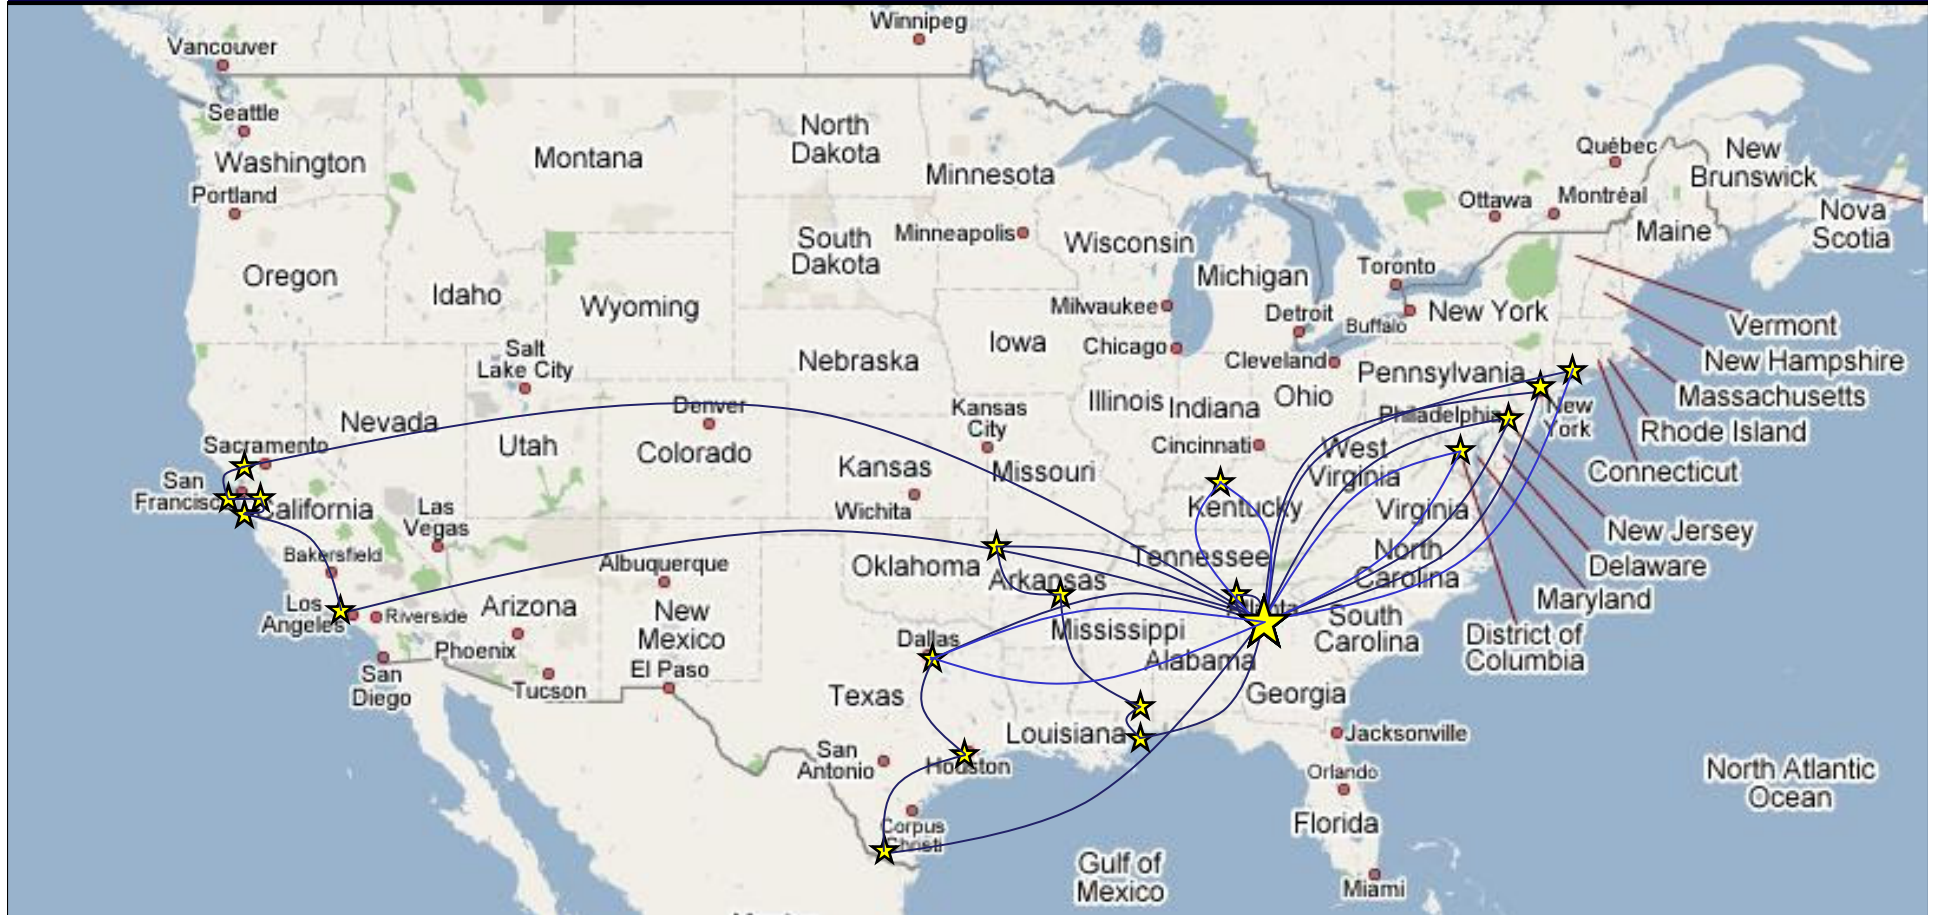 Winnipeg
Vancouver
Seattle
Washington
Portland
Montana
North
Dakota
Minnesota
Québec
New
Brunswick
Ottawa
Montréal
Nova
Scotia
Maine
Oregon
Idaho
Wyoming
South
Dakota
Minneapolis
Wisconsin
Michigan
Toronto
Milwaukee
Detroit
Buffalo
New York
Vermont
Salt
Lake City
Nebraska
Iowa
Chicago
Cleveland
Pennsylvania
New Hampshire
Massachusetts
Nevada
Utah
Denver
Colorado
Kansas
City
Illinois
Indiana
Ohio
Philadelphia
New
York
Rhode Island
Sacramento
San
Francisco
California
Kansas
Missouri
Cincinnati
West
Virginia
Connecticut
Las
Vegas
Wichita
Kentucky
Virginia
New Jersey
Bakersfield
Albuquerque
Oklahoma
Arkansas
Tennessee
North
Carolina
Delaware
Los
Angeles
Riverside
Arizona
New
Mexico
Atlanta
South
Carolina
Maryland
Phoenix
Dallas
Mississippi
Alabama
District of
Columbia
San
Diego
Tucson
El Paso
Texas
Georgia
San
Antonio
Houston
Louisiana
Jacksonville
Orlando
North Atlantic
Ocean
Corpus
Christi
Florida
Gulf of
Mexico
Miami